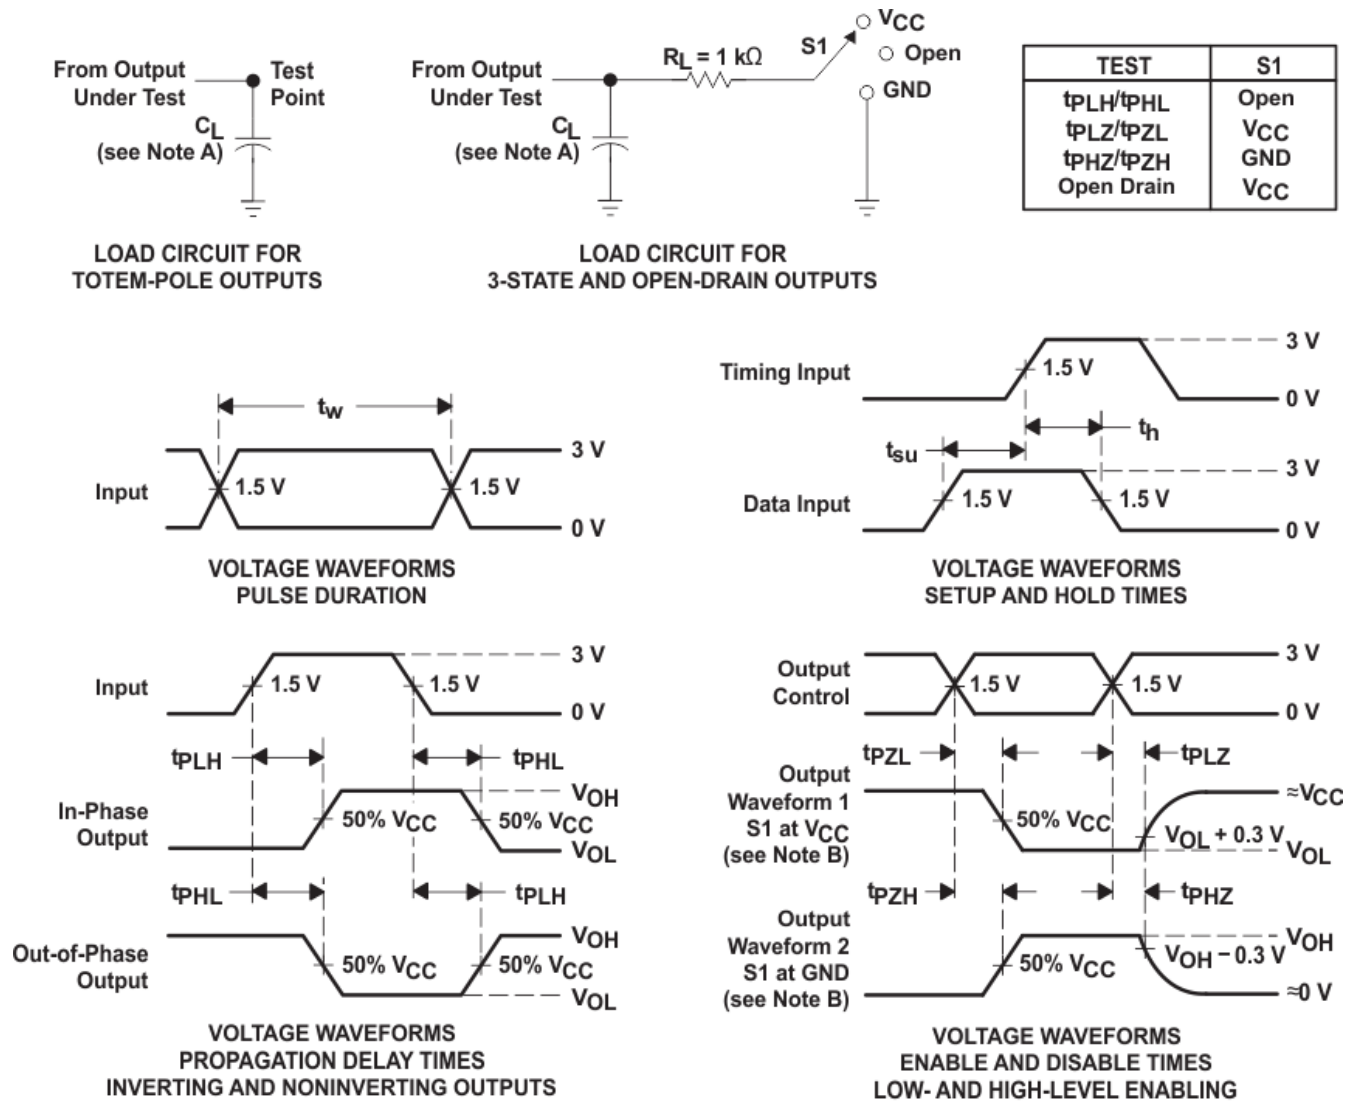 From Output
Under Test
Test
Point
CL
(see Note A)
LOAD CIRCUIT FOR
TOTEM-POLE OUTPUTS
From Output
Under Test
CL
(see Note A)
RL = 1 kΩ
S1
VCC
Open
GND
LOAD CIRCUIT FOR
3-STATE AND OPEN-DRAIN OUTPUTS
TEST S1
tPLH/tPHL Open
tPLZ/tPZL VCC
tPHZ/tPZH GND
Open Drain VCC
tw
Input
1.5 V
1.5 V
3 V
0 V
VOLTAGE WAVEFORMS
PULSE DURATION
Timing Input
1.5 V
3 V
0 V
tsu
th
Data Input
1.5 V
1.5 V
3 V
0 V
VOLTAGE WAVEFORMS
SETUP AND HOLD TIMES
Input
1.5 V
1.5 V
3 V
0 V
tPLH
tPHL
In-Phase
Output
50% VCC
50% VCC
VOH
VOL
tPHL
tPLH
Out-of-Phase
Output
50% VCC
50% VCC
VOH
VOL
VOLTAGE WAVEFORMS
PROPAGATION DELAY TIMES
INVERTING AND NONINVERTING OUTPUTS
Output
Control
1.5 V
1.5 V
3 V
0 V
tPZL
tPLZ
Output
Waveform 1
S1 at VCC
(see Note B)
50% VCC
VOL + 0.3 V
≈VCC
VOL
tPZH
tPHZ
Output
Waveform 2
S1 at GND
(see Note B)
50% VCC
VOH − 0.3 V
VOH
≈0 V
VOLTAGE WAVEFORMS
ENABLE AND DISABLE TIMES
LOW- AND HIGH-LEVEL ENABLING